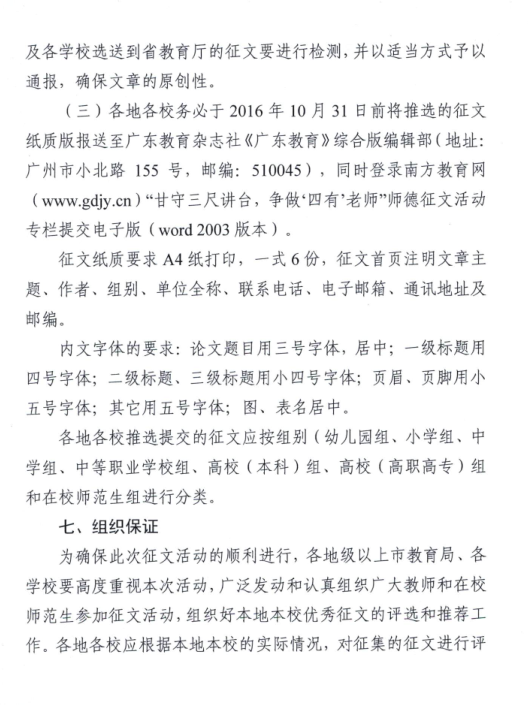 及各学校选送到省教育厅的征文要进行检测，并以适当方式予以
通报，确保文章的原创性。
（三）各地各校务必于 2016 年 10 月 31 日前将推选的征文
纸质版报送至广东教育杂志社《广东教育》综合版编辑部（地址：
广州市小北路 155 号，邮编：510045），同时登录南方教育网
（www.gdjy.cn）“甘守三尺讲台，争做‘四有’老师”师德征文活动
专栏提交电子版（word 2003 版本）。
征文纸质要求 A4 纸打印，一式 6 份，征文首页注明文章主
题、作者、组别、单位全称、联系电话、电子邮箱、通讯地址及
邮编。
内文字体的要求：论文题目用三号字体，居中；一级标题用
四号字体；二级标题、三级标题用小四号字体；页眉、页脚用小
五号字体；其它用五号字体；图、表名居中。
各地各校推选提交的征文应按组别（幼儿园组、小学组、中
学组、中等职业学校组、高校（本科）组、高校（高职高专）组
和在校师范生组进行分类。
七、组织保证
为确保此次征文活动的顺利进行，各地级以上市教育局、各
学校要高度重视本次活动，广泛发动和认真组织广大教师和在校
师范生参加征文活动，组织好本地本校优秀征文的评选和推荐工
作。各地各校应根据本地本校的实际情况，对征集的征文进行评